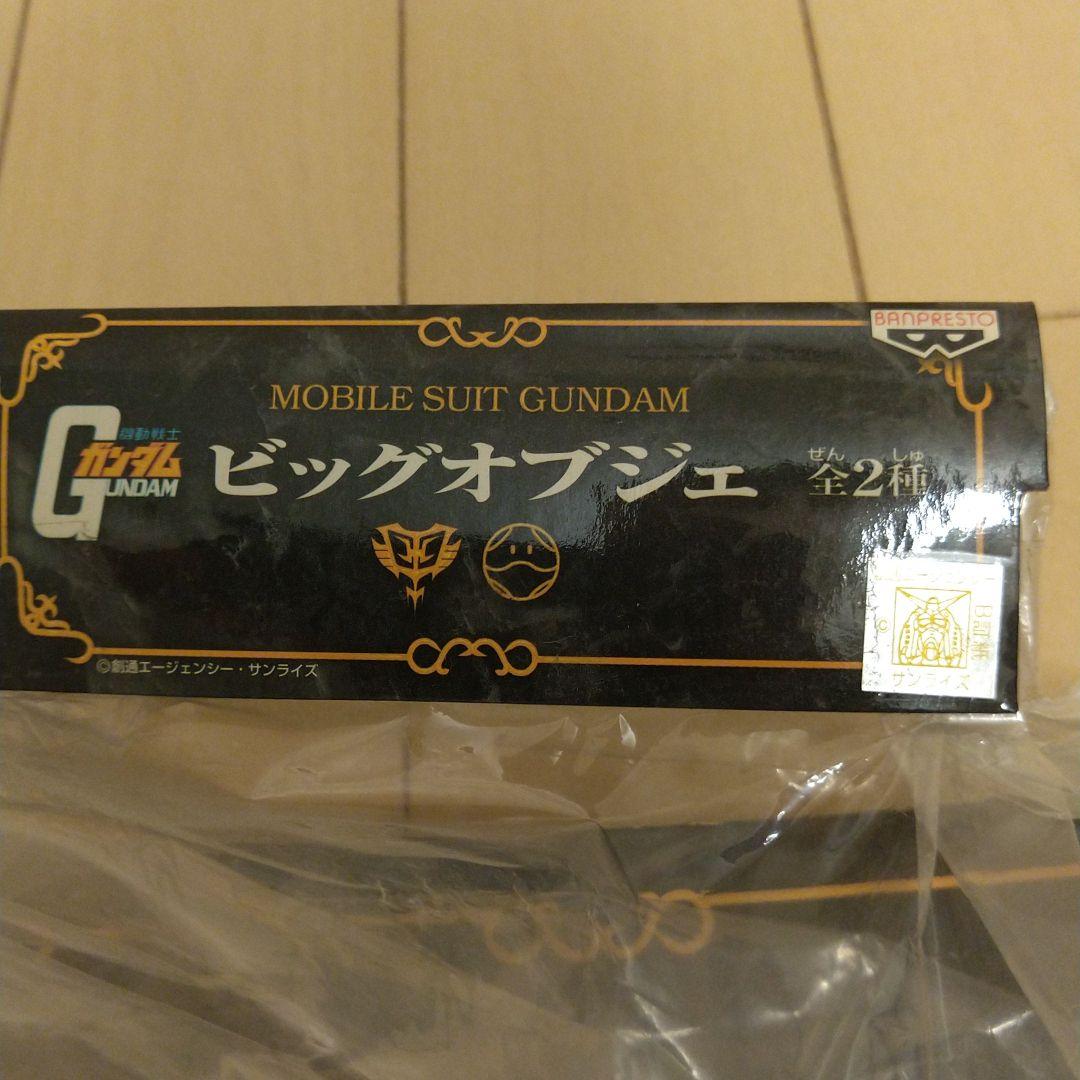 BANPRESTO
MOBILE SUIT GUNDAM
機動戦士
ガンダム
GUNDAM
ビッグオブジェ 全2種
ぜん しゅ
©創通エージェンシー・サンライズ
©
サンライズ